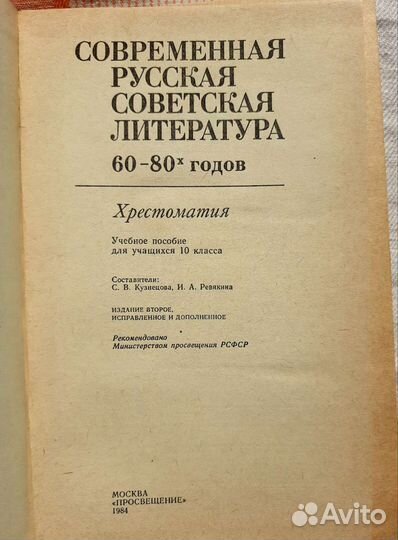 СОВРЕМЕННАЯ
РУССКАЯ
СОВЕТСКАЯ
ЛИТЕРАТУРА
60-80х годов
Хрестоматия
Учебное пособие
для учащихся 10 класса
Составители:
С. В. Кузнецова, И. А. Ревякина
ИЗДАНИЕ ВТОРОЕ,
ИСПРАВЛЕННОЕ И ДОПОЛНЕННОЕ
Рекомендовано
Министерством просвещения РСФСР
МОСКВА
«ПРОСВЕЩЕНИЕ»
1984
Avito